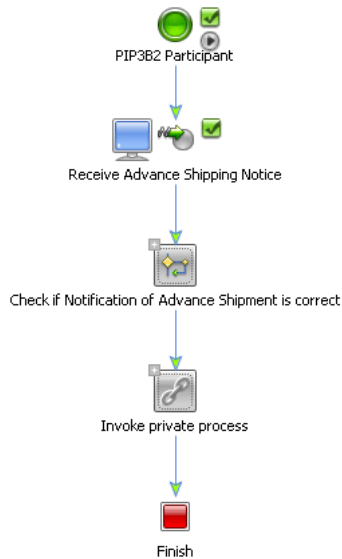 PIP3B2 Participant
Receive Advance Shipping Notice
Check if Notification of Advance Shipment is correct
Invoke private process
Finish